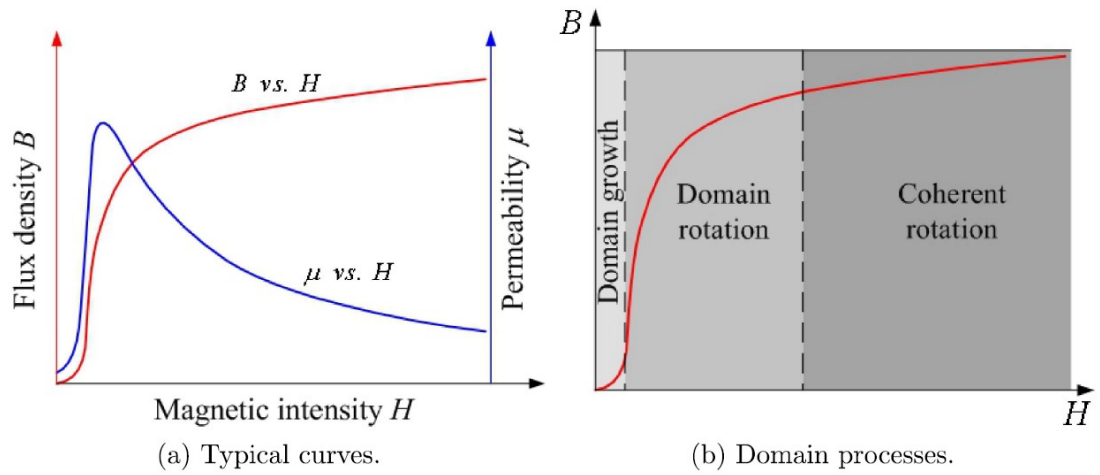 Flux density B
B vs. H
μ vs. H
Permeability μ
Magnetic intensity H
(a) Typical curves.
B
Domain growth
Domain
rotation
Coherent
rotation
H
(b) Domain processes.